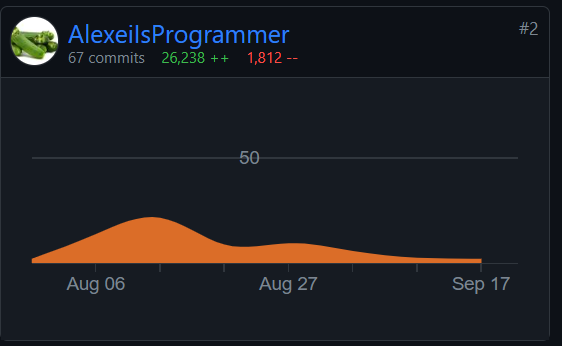 AlexeiIsProgrammer
#2
67 commits 26,238 ++ 1,812 --
50
Aug 06 Aug 27 Sep 17